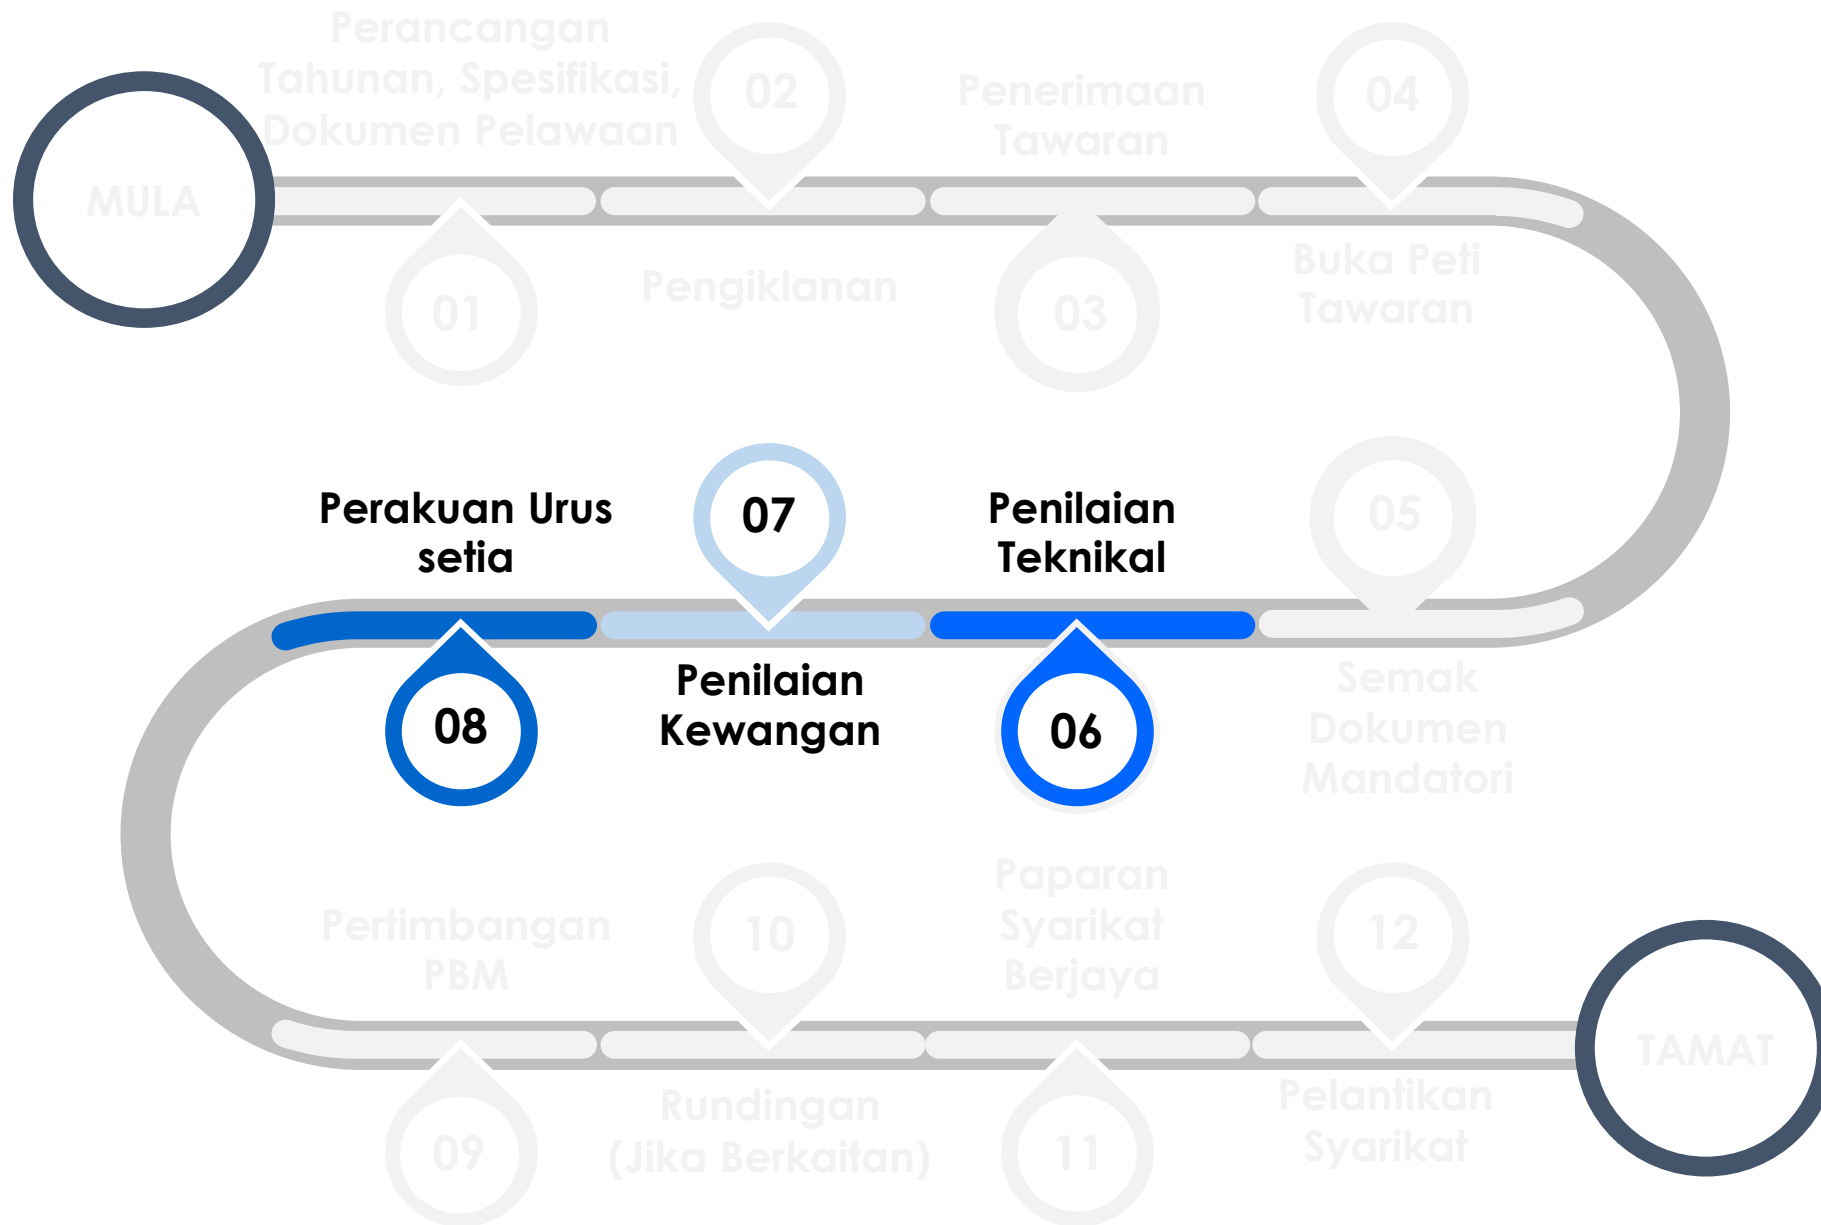 MULA
Perancangan
Tahunan, Spesifikasi,
Dokumen Pelawaan
01
02
Pengiklanan
Penerimaan
Tawaran
03
04
Buka Peti
Tawaran
05
Semak
Dokumen
Mandatori
Penilaian
Teknikal
06
07
Penilaian
Kewangan
Perakuan Urus
setia
08
Pertimbangan
PBM
09
10
Rundingan
(Jika Berkaitan)
Paparan
Syarikat
Berjaya
11
12
Pelantikan
Syarikat
TAMAT